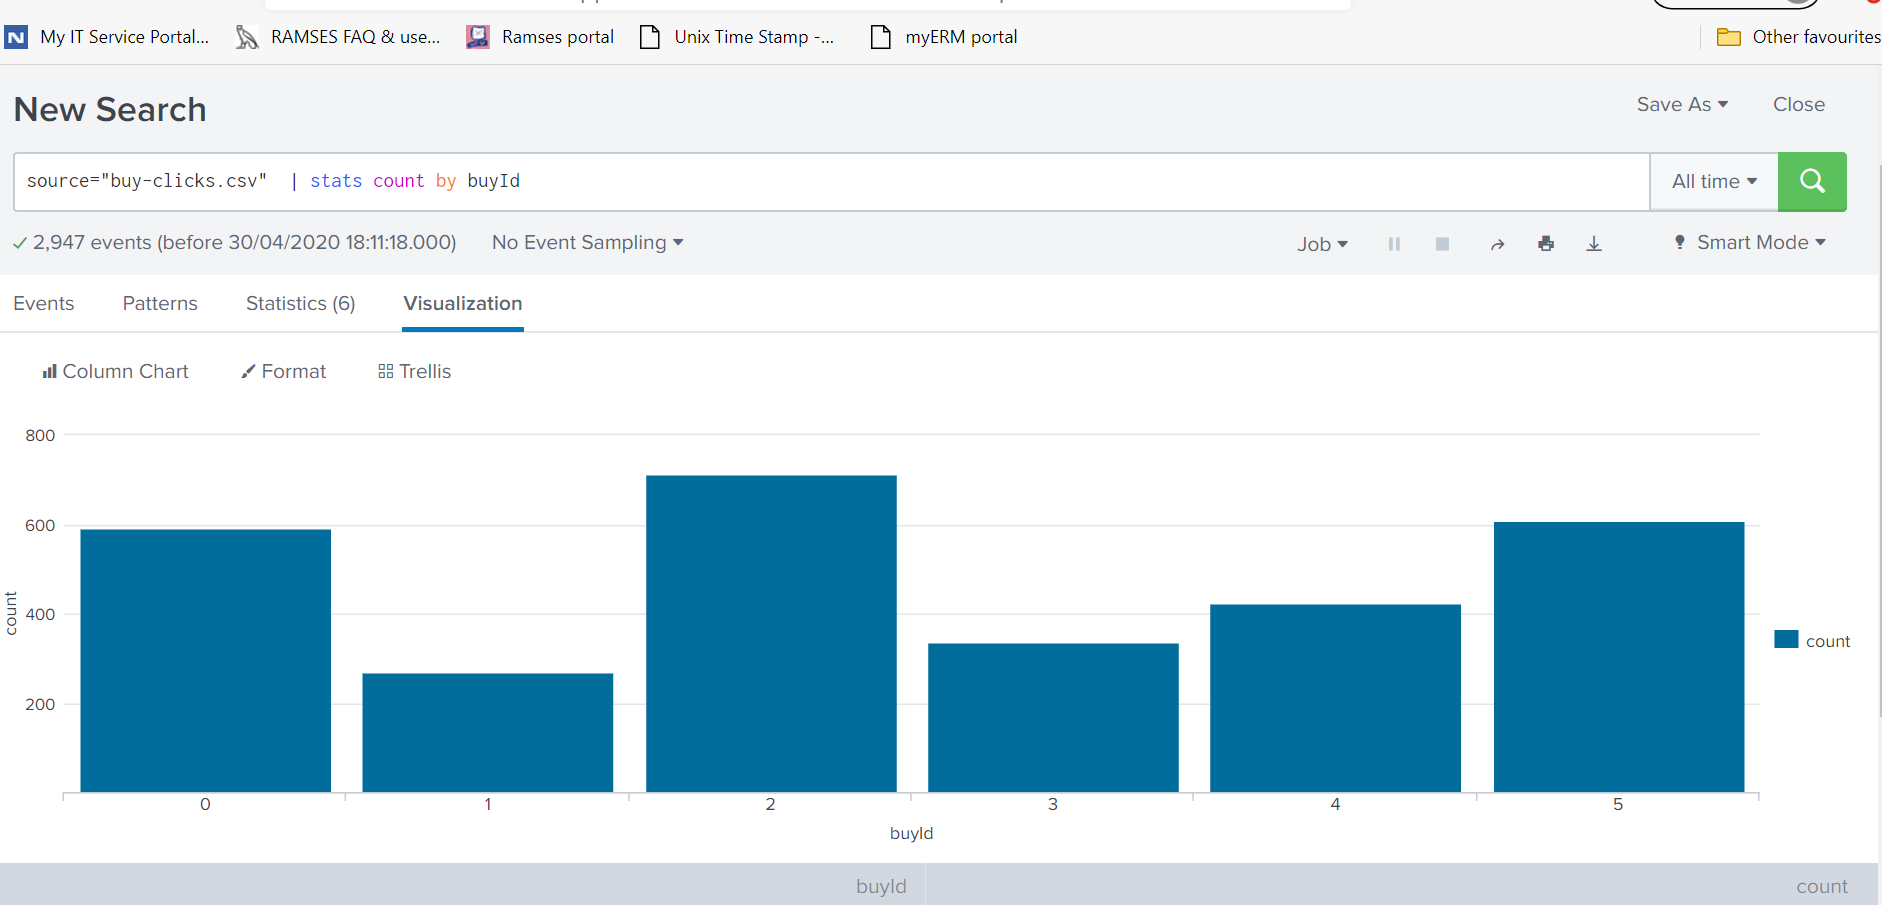 My IT Service Portal... RAMSES FAQ & use... Ramses portal Unix Time Stamp -... myERM portal Other favourites
New Search
Save As Close
source="buy-clicks.csv" | stats count by buyId
All time
2,947 events (before 30/04/2020 18:11:18.000) No Event Sampling Job Smart Mode
Events Patterns Statistics (6) Visualization
Column Chart Format Trellis
800
600
400
200
count
count
0 1 2 3 4 5
buyId
buyId count